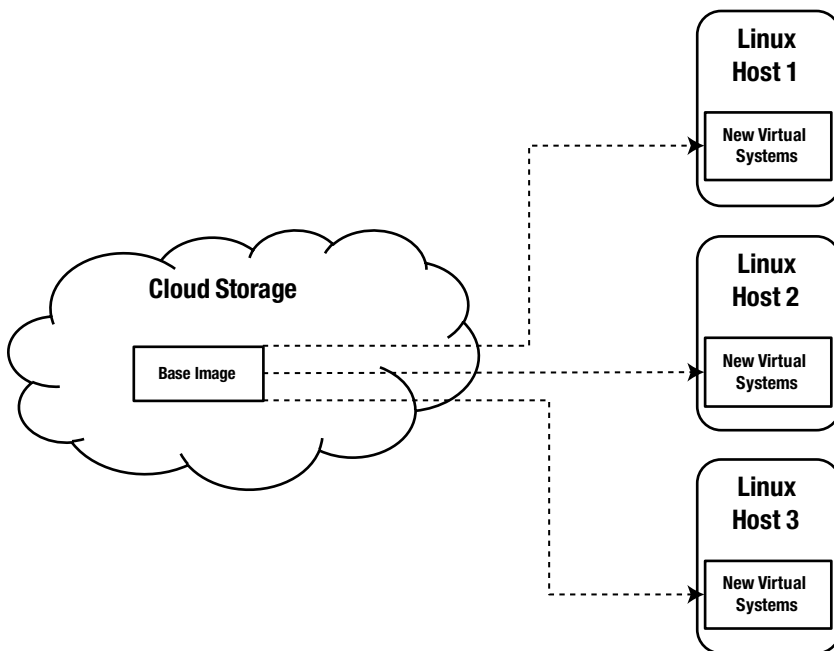 Linux
Host 1
New Virtual
Systems
Cloud Storage
Base Image
Linux
Host 2
New Virtual
Systems
Linux
Host 3
New Virtual
Systems